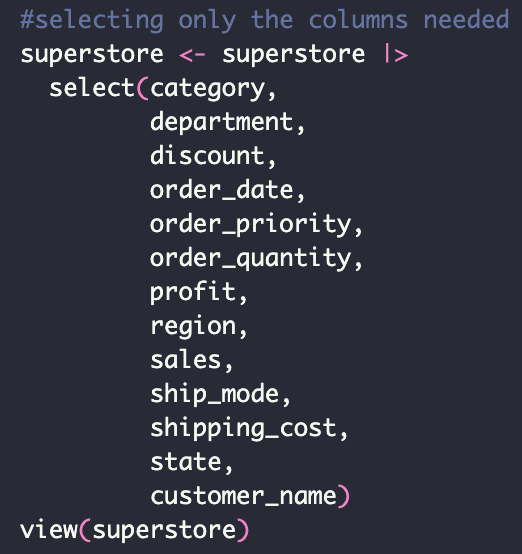 #selecting only the columns needed
superstore <- superstore |>
  select(category,
         department,
         discount,
         order_date,
         order_priority,
         order_quantity,
         profit,
         region,
         sales,
         ship_mode,
         shipping_cost,
         state,
         customer_name)
view(superstore)